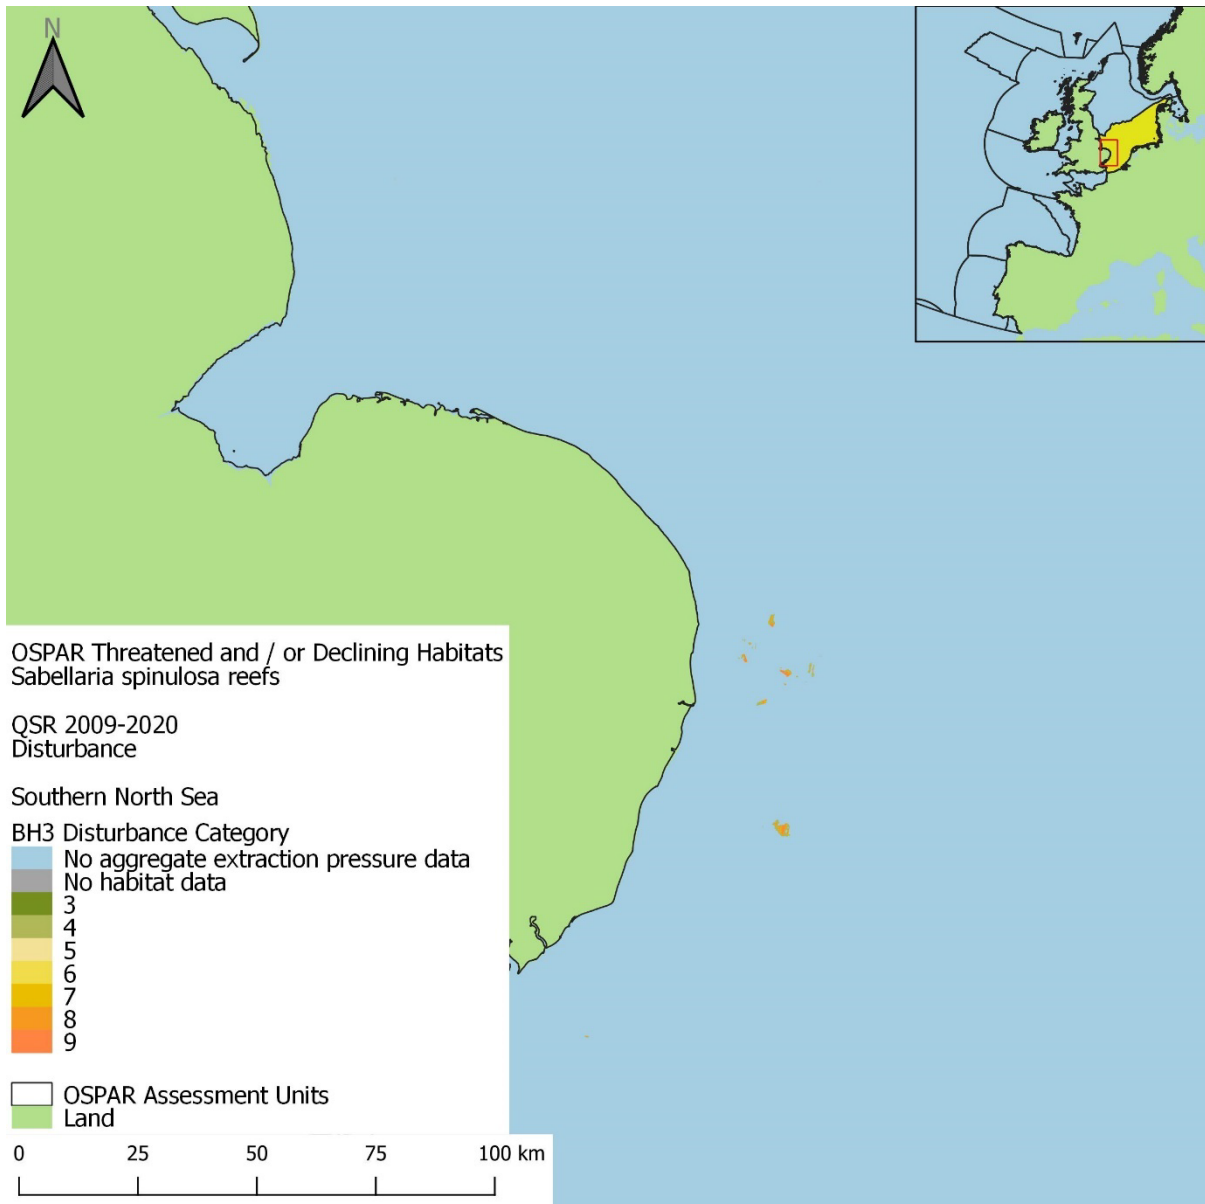 N
OSPAR Threatened and / or Declining Habitats
Sabellaria spinulosa reefs
QSR 2009-2020
Disturbance
Southern North Sea
BH3 Disturbance Category
No aggregate extraction pressure data
No habitat data
3
4
5
6
7
8
9
OSPAR Assessment Units
Land
0 25 50 75 100 km